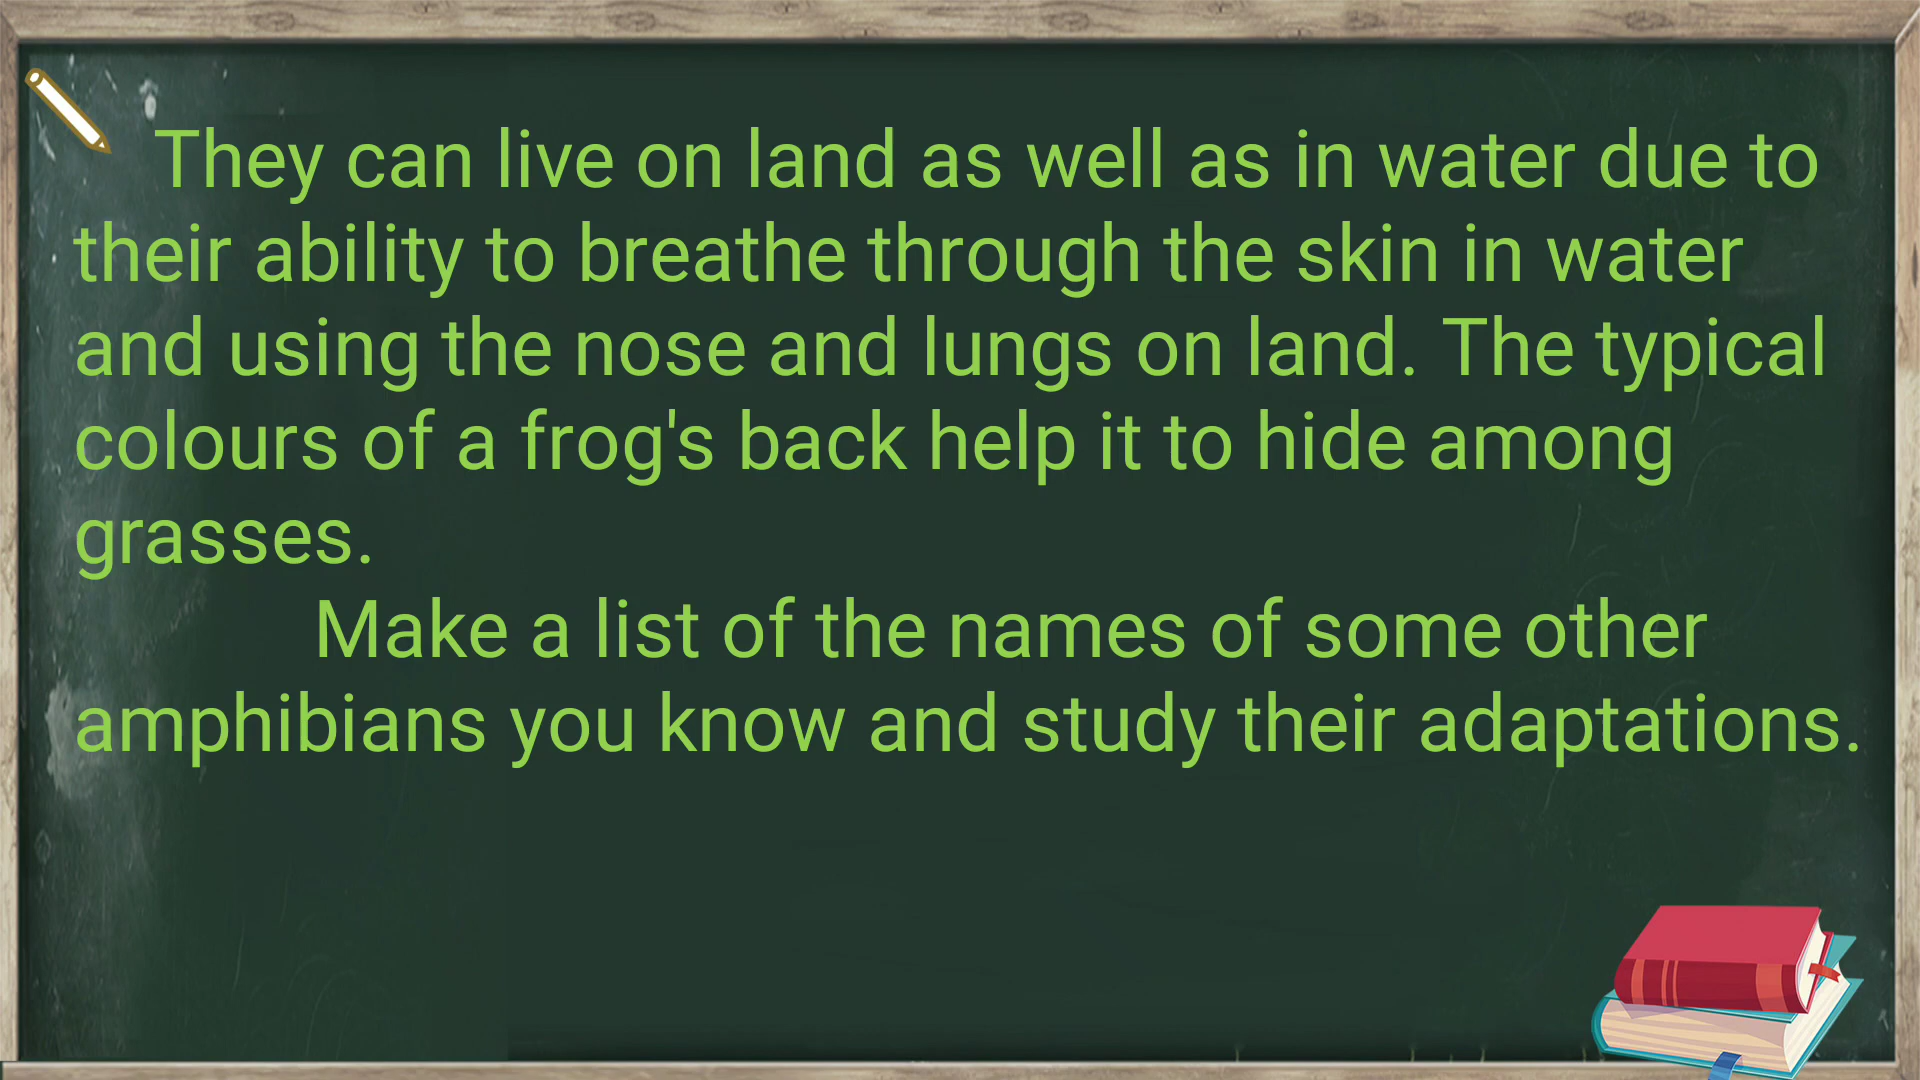 They can live on land as well as in water due to
their ability to breathe through the skin in water
and using the nose and lungs on land. The typical
colours of a frog's back help it to hide among
grasses.
Make a list of the names of some other
amphibians you know and study their adaptations.